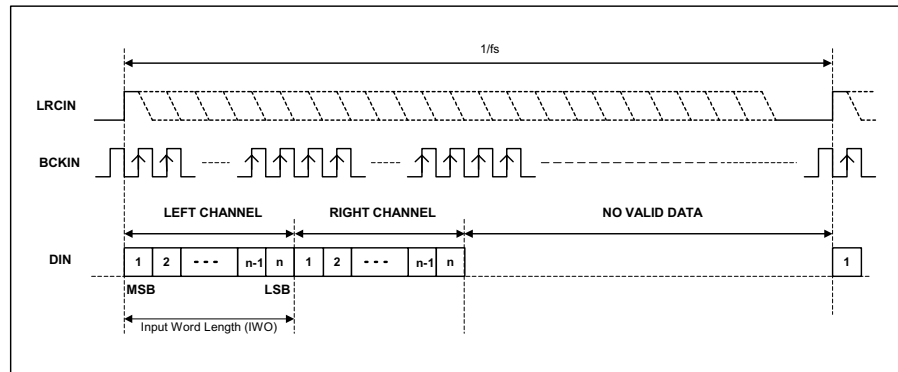 1/fs
LRCIN
BCKIN
LEFT CHANNEL RIGHT CHANNEL NO VALID DATA
DIN 1 2 - - - n-1 n 1 2 - - - n-1 n 1
MSB LSB
Input Word Length (IWO)